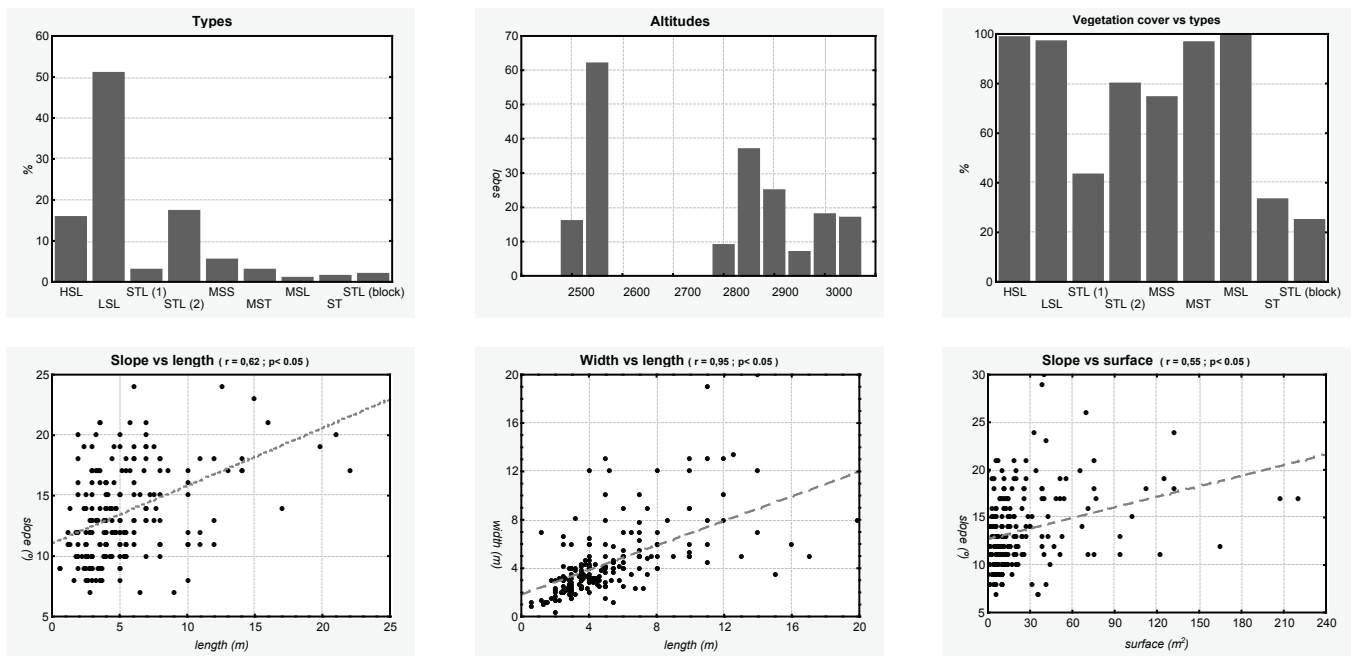 Types
60
50
40
30
20
10
0
%
HSL
LSL
STL (1)
STL (2)
MSS
MST
MSL
ST
STL (block)
Altitudes
70
60
50
40
30
20
10
0
lobes
2500 2600 2700 2800 2900 3000
Vegetation cover vs types
100
80
60
40
20
0
%
HSL
LSL
STL (1)
STL (2)
MSS
MST
MSL
ST
STL (block)
Slope vs length ( r = 0,62 ; p< 0.05 )
25
20
15
10
5
slope (º)
0 5 10 15 20 25
length (m)
Width vs length ( r = 0,95 ; p< 0.05 )
20
16
12
8
4
0
width (m)
0 4 8 12 16 20
length (m)
Slope vs surface ( r = 0,55 ; p< 0.05 )
30
25
20
15
10
5
slope (º)
0 30 60 90 120 150 180 210 240
surface (m²)